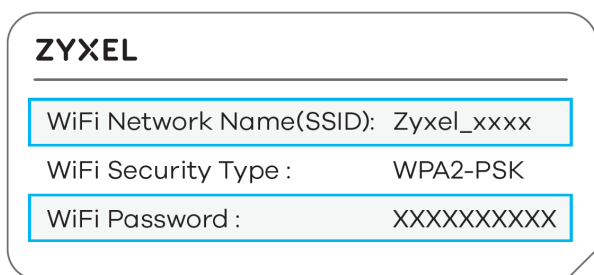 ZYXEL
WiFi Network Name(SSID): Zyxel_xxxx
WiFi Security Type : WPA2-PSK
WiFi Password : XXXXXXXXXX